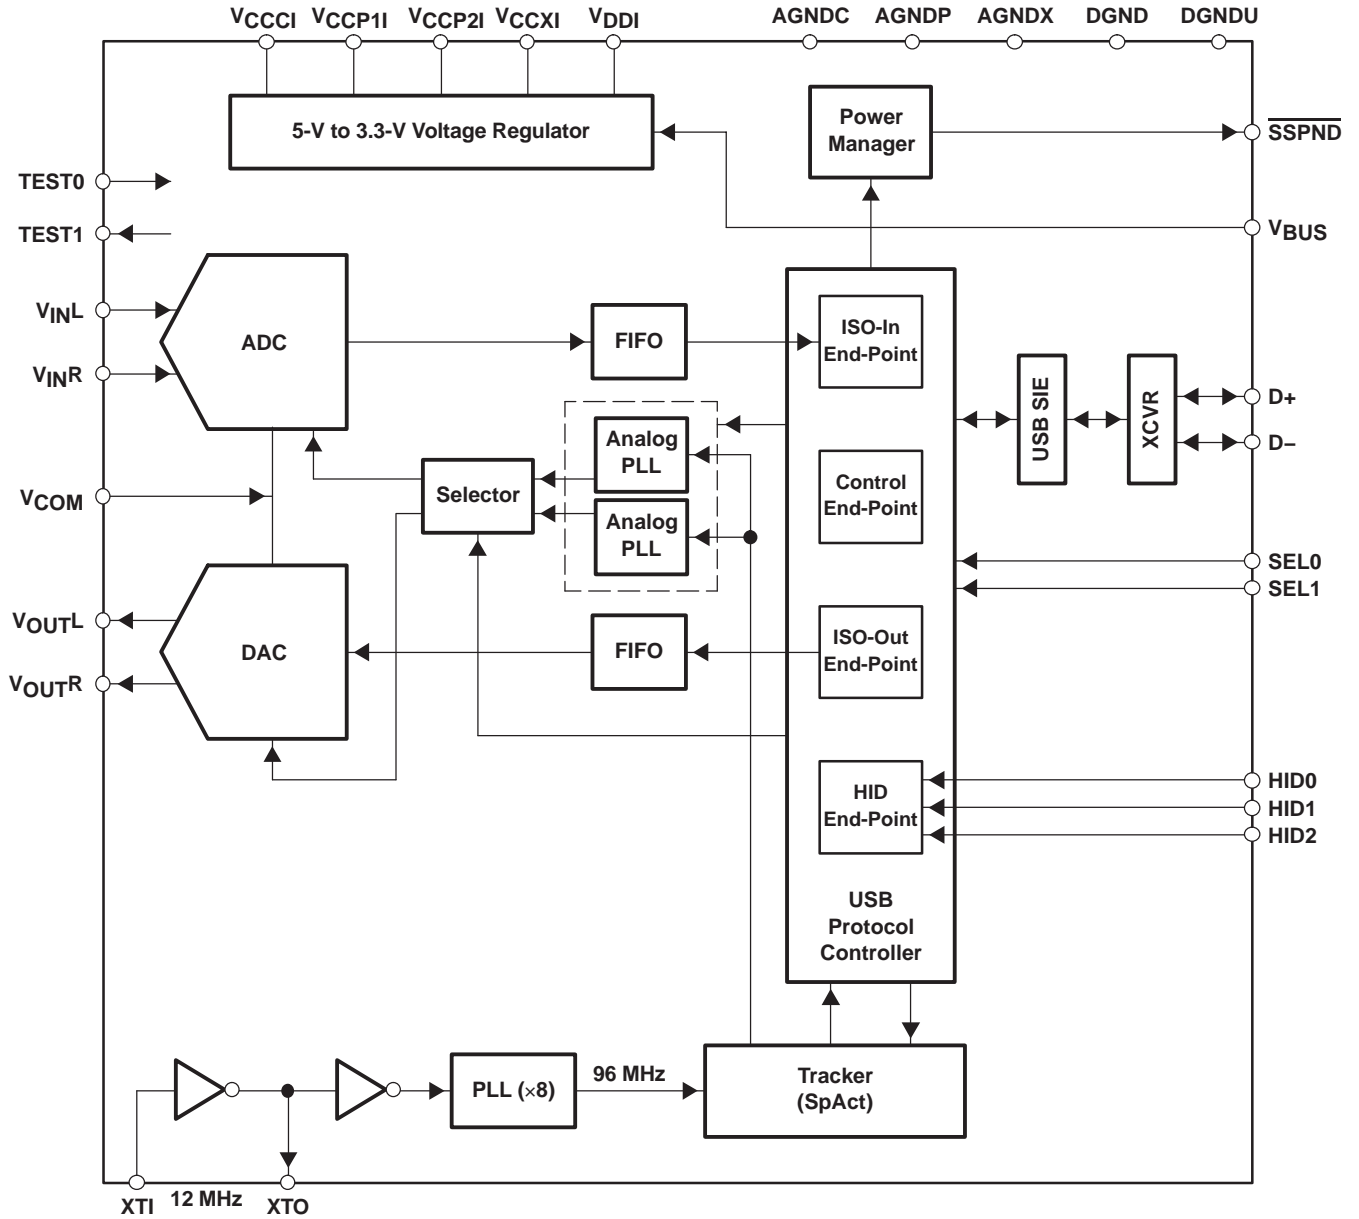 VCCCI VCCP1I VCCP2I VCCXI VDDI AGNDC AGNDP AGNDX DGND DGNDU
5-V to 3.3-V Voltage Regulator
Power
Manager
SSPND
TEST0
TEST1
VBUS
VINL
VINR
ADC
FIFO
ISO-In
End-Point
USB SIE
XCVR
D+
D–
Analog
PLL
Selector
Analog
PLL
Control
End-Point
VCOM
SEL0
SEL1
VOUTL
VOUTR
DAC
FIFO
ISO-Out
End-Point
HID
End-Point
HID0
HID1
HID2
USB
Protocol
Controller
PLL (×8)
96 MHz
Tracker
(SpAct)
XTI 12 MHz XTO